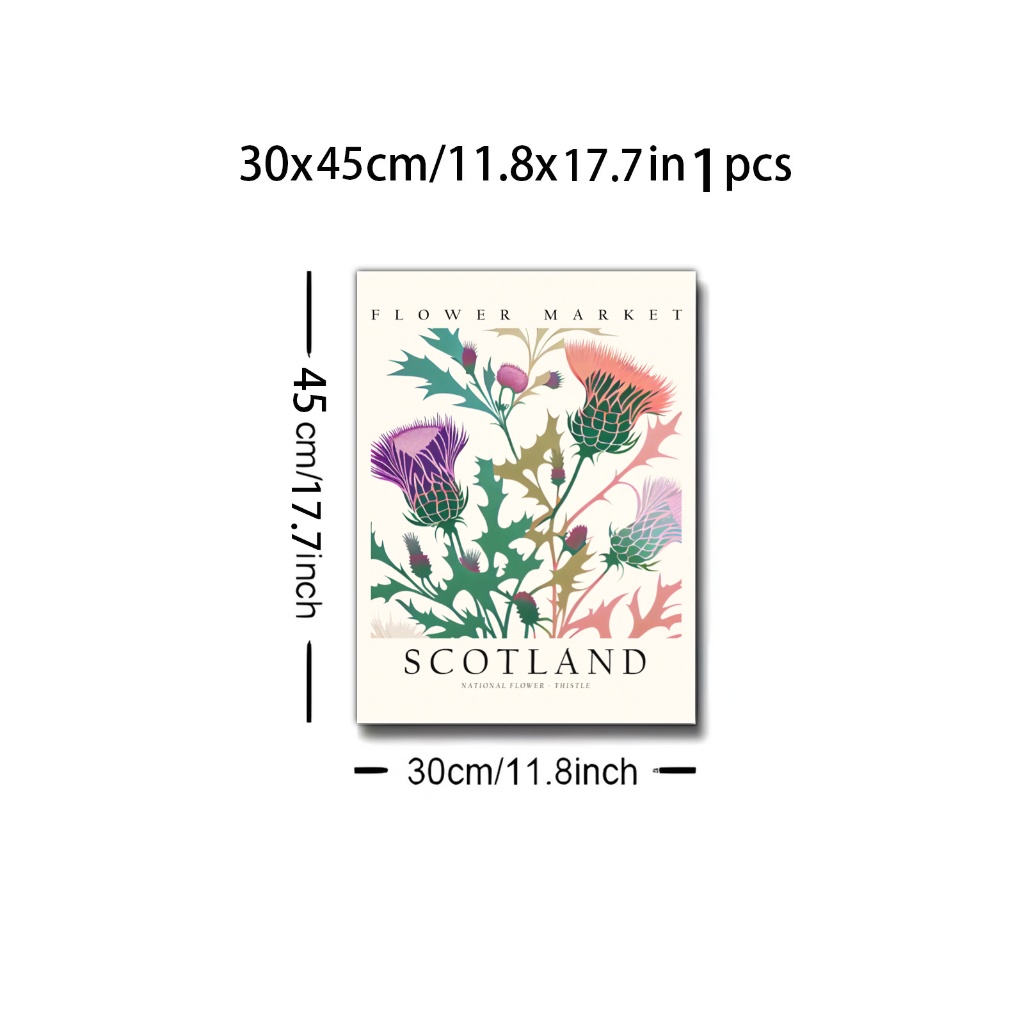 30x45cm/11.8x17.7in 1 pcs
FLOWER MARKET
45 cm/17.7inch
SCOTLAND
NATIONAL FLOWER · THISTLE
30cm/11.8inch